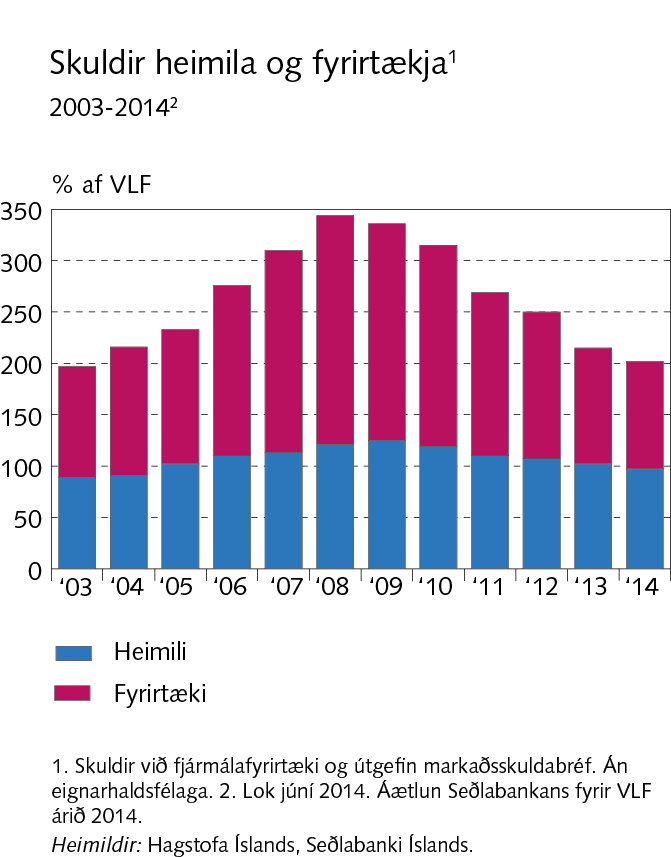 Skuldir heimila og fyrirtækja¹
2003-2014²
% af VLF
350
300
250
200
150
100
50
0
‘03 ‘04 ‘05 ‘06 ‘07 ‘08 ‘09 ‘10 ‘11 ‘12 ‘13 ‘14
Heimili
Fyrirtæki
1. Skuldir við fjármálafyrirtæki og útgefin markaðsskuldabréf. Án
eignarhaldsfélaga. 2. Lok júní 2014. Áætlun Seðlabankans fyrir VLF
árið 2014.
Heimildir: Hagstofa Íslands, Seðlabanki Íslands.